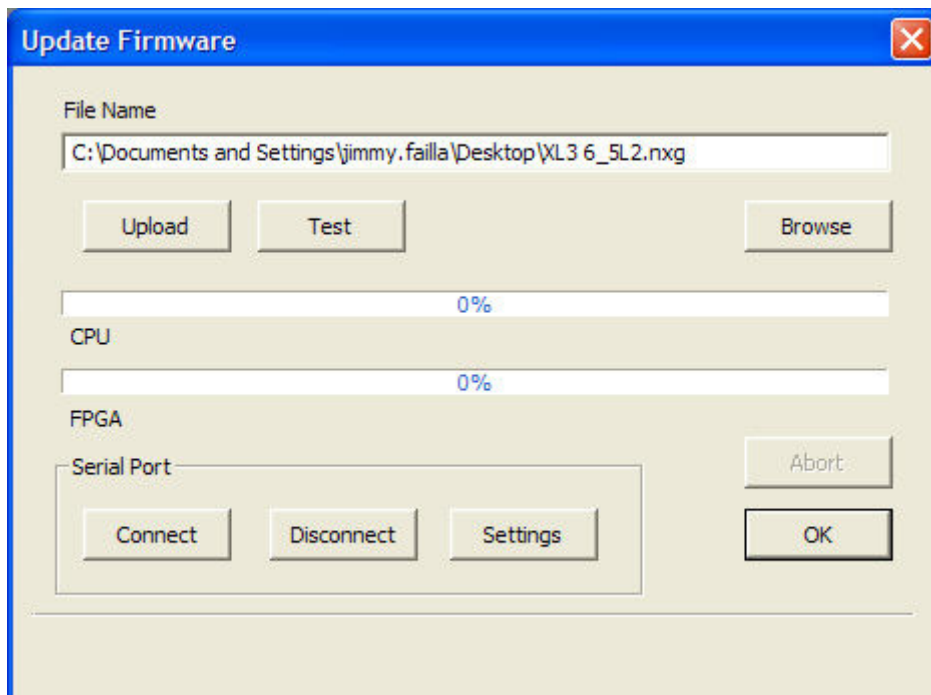 Update Firmware
File Name
C:\Documents and Settings\jimmy.failla\Desktop\XL3 6_5L2.nxg
Upload Test Browse
0%
CPU
0%
FPGA
Serial Port
Abort
Connect Disconnect Settings OK